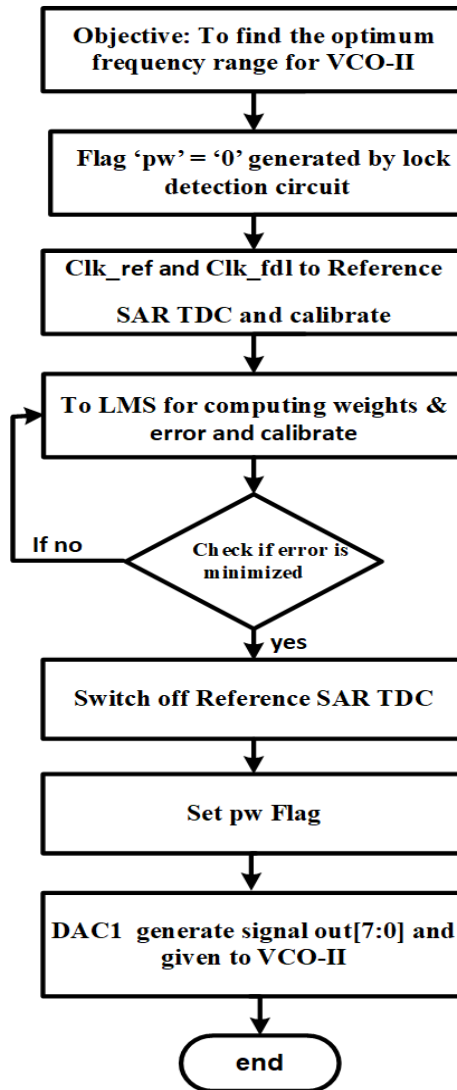 Objective: To find the optimum
frequency range for VCO-II
Flag ‘pw’ = ‘0’ generated by lock
detection circuit
Clk_ref and Clk_fdl to Reference
SAR TDC and calibrate
To LMS for computing weights &
error and calibrate
If no
Check if error is
minimized
yes
Switch off Reference SAR TDC
Set pw Flag
DAC1 generate signal out[7:0] and
given to VCO-II
end